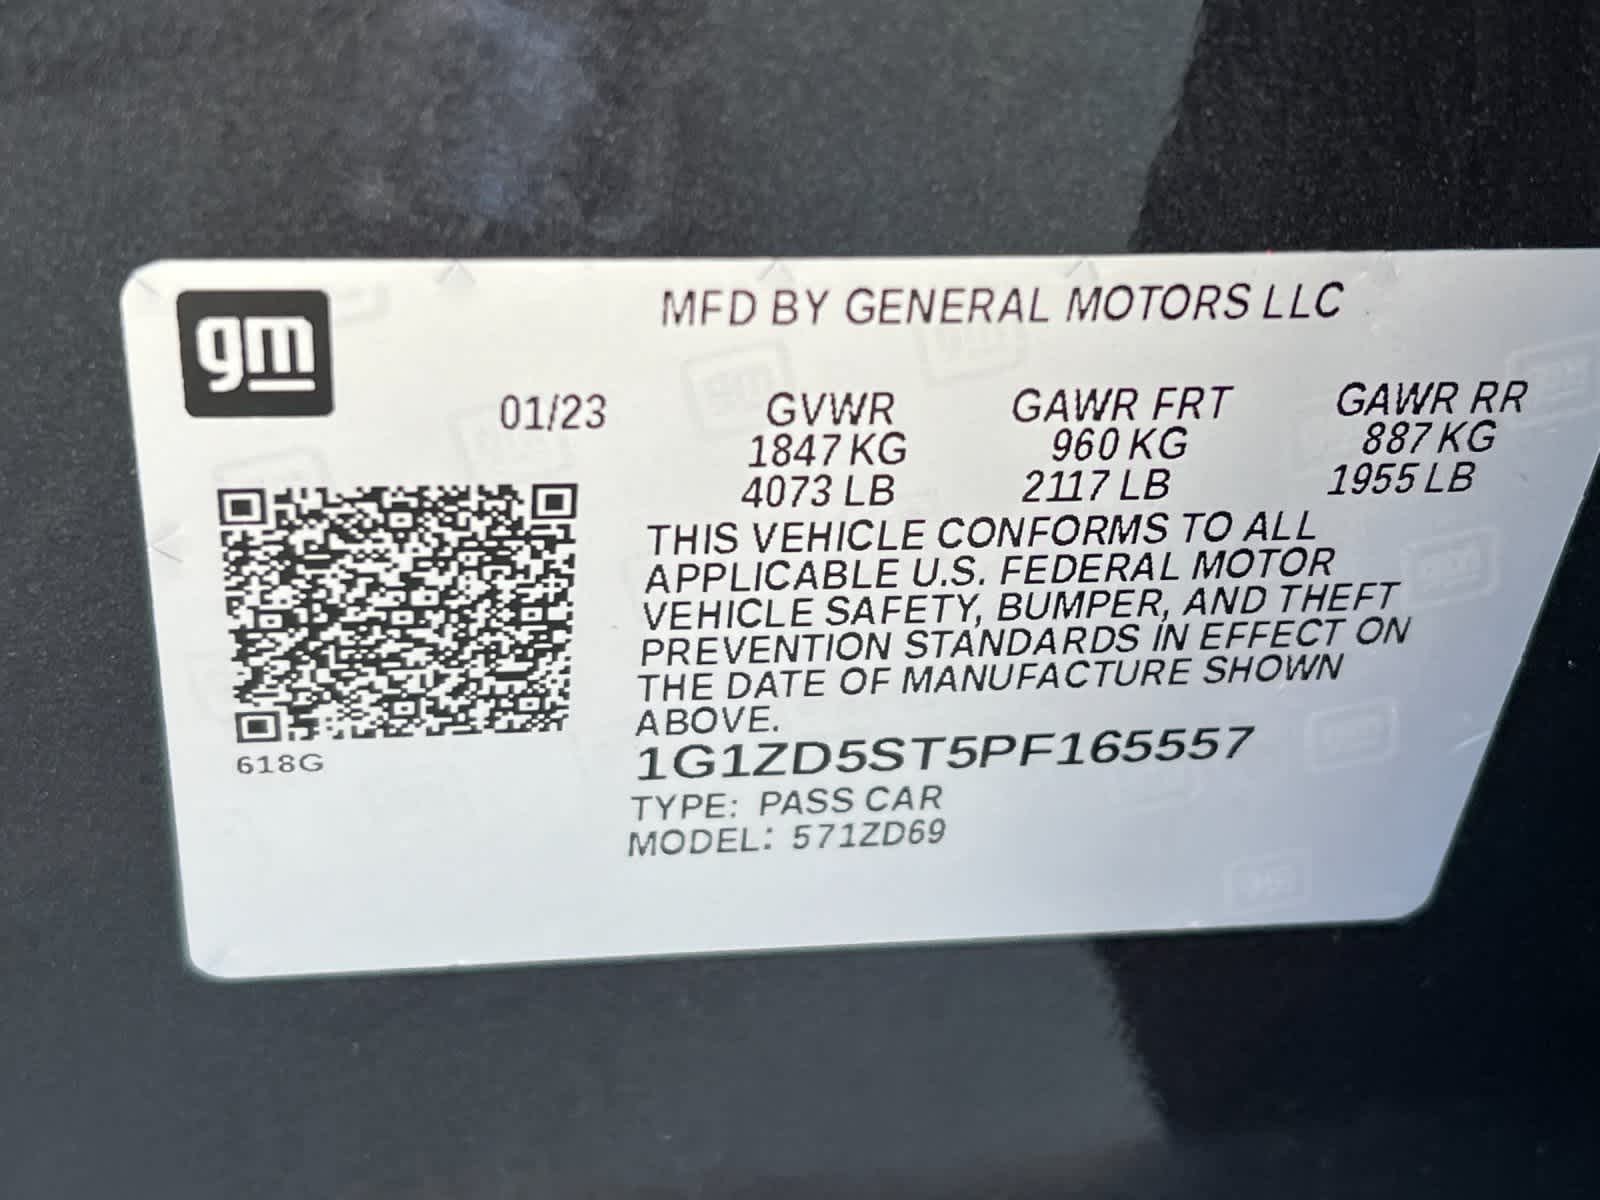 gm
MFD BY GENERAL MOTORS LLC
01/23 GVWR GAWR FRT GAWR RR
1847 KG 960 KG 887 KG
4073 LB 2117 LB 1955 LB
THIS VEHICLE CONFORMS TO ALL
APPLICABLE U.S. FEDERAL MOTOR
VEHICLE SAFETY, BUMPER, AND THEFT
PREVENTION STANDARDS IN EFFECT ON
THE DATE OF MANUFACTURE SHOWN
ABOVE.
1G1ZD5ST5PF165557
618G
TYPE: PASS CAR
MODEL: 571ZD69